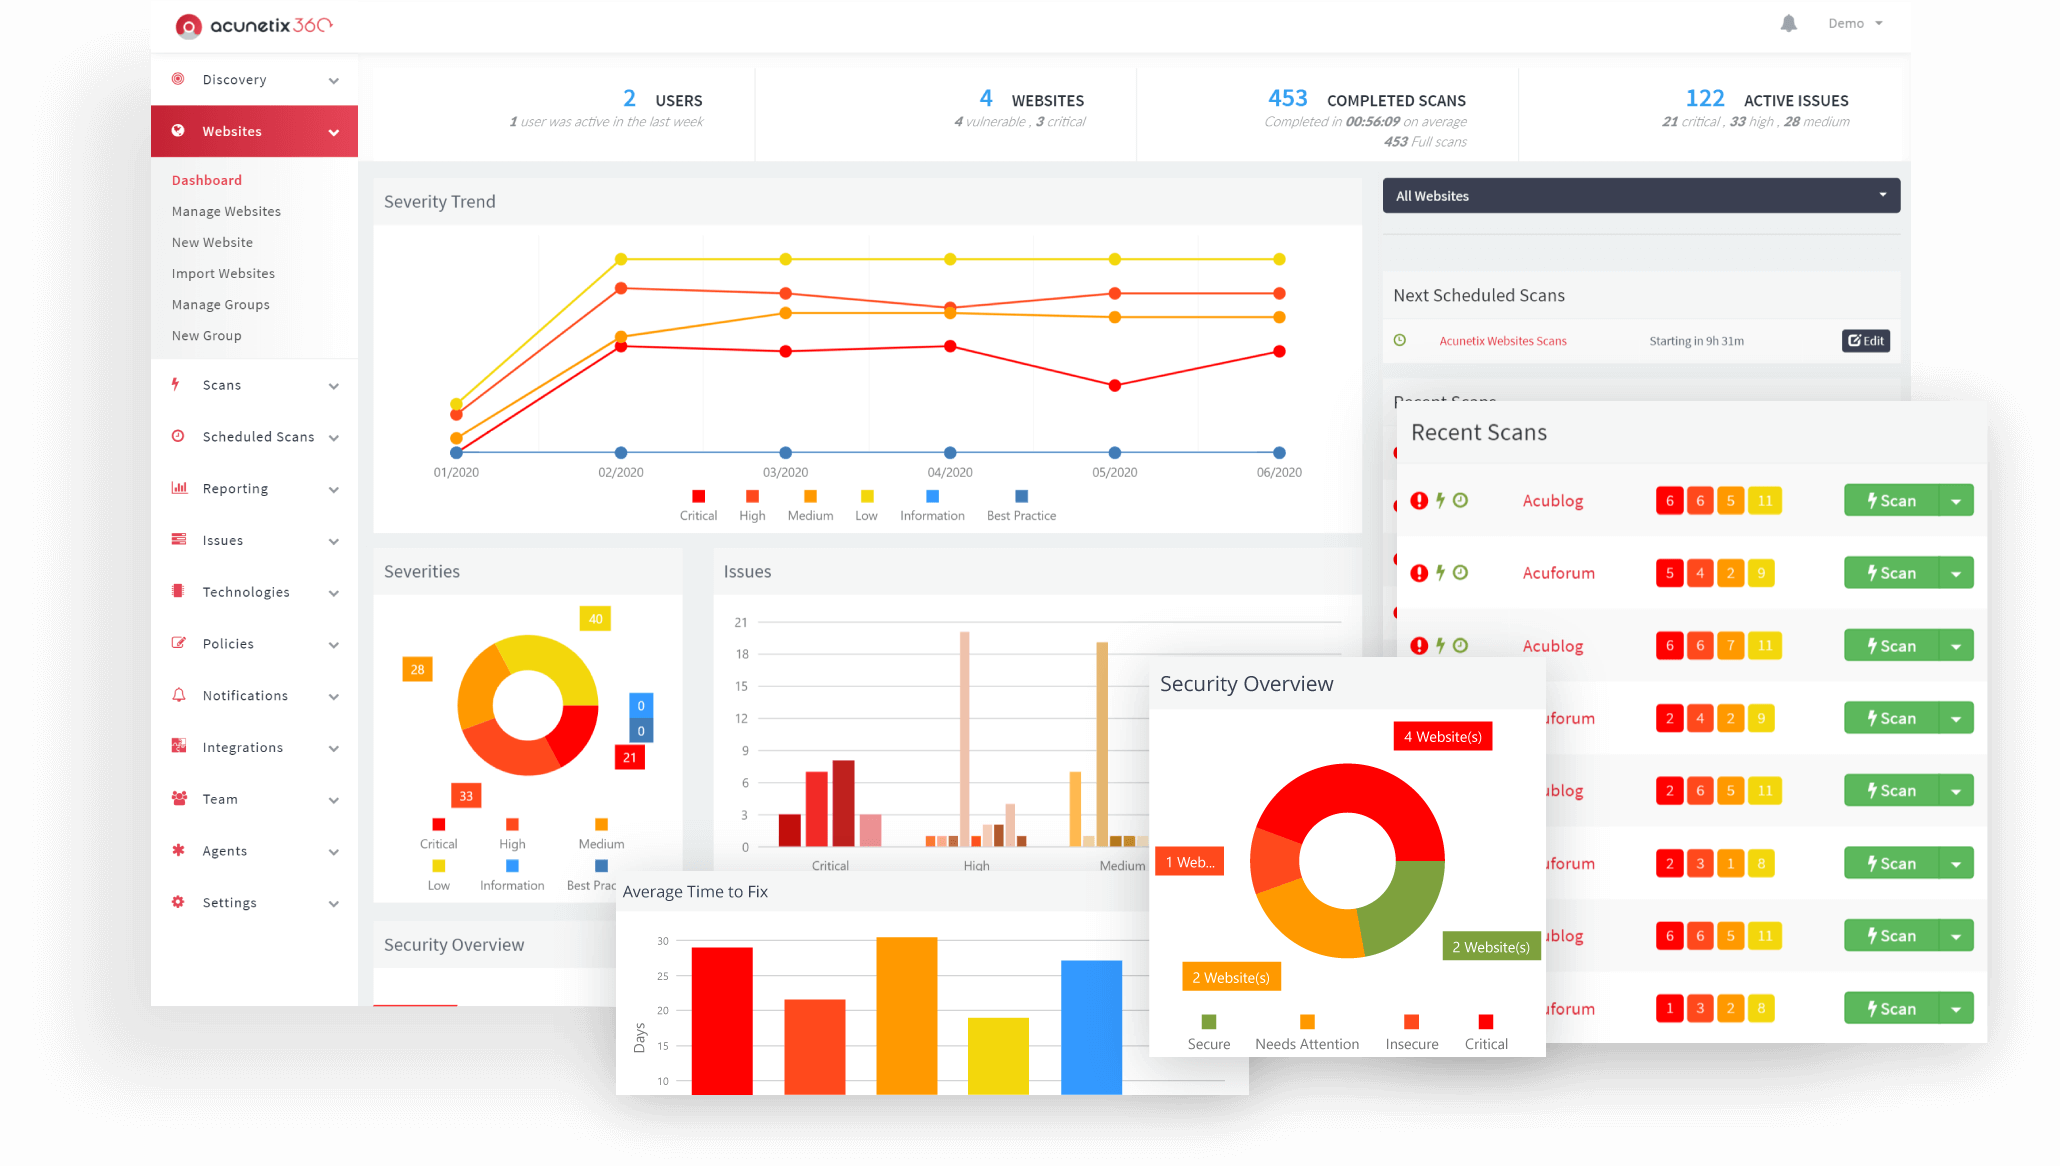 acunetix 360
Demo
Discovery
Websites
Dashboard
Manage Websites
New Website
Import Websites
Manage Groups
New Group
Scans
Scheduled Scans
Reporting
Issues
Technologies
Policies
Notifications
Integrations
Team
Agents
Settings
2 USERS
1 user was active in the last week
4 WEBSITES
4 vulnerable , 3 critical
453 COMPLETED SCANS
Completed in 00:56:09 on average
453 Full scans
122 ACTIVE ISSUES
21 critical , 33 high , 28 medium
Severity Trend
01/2020 02/2020 03/2020 04/2020 05/2020 06/2020
Critical High Medium Low Information Best Practice
All Websites
Next Scheduled Scans
Acunetix Websites Scans Starting in 9h 31m Edit
Recent Scans
Recent Scans
Acublog 6 6 5 11 Scan
Acuforum 5 4 2 9 Scan
Acublog 6 6 7 11 Scan
uforum 2 4 2 9 Scan
blog 2 6 5 11 Scan
uforum 2 3 1 8 Scan
blog 6 6 5 11 Scan
uforum 1 3 2 8 Scan
Severities
40
28
0
0
21
33
Critical High Medium
Low Information Best Prac
Issues
21
18
15
12
9
6
3
0
Critical High Medium
Security Overview
Average Time to Fix
Days
30
25
20
15
10
Security Overview
4 Website(s)
1 Web...
2 Website(s)
2 Website(s)
Secure Needs Attention Insecure Critical